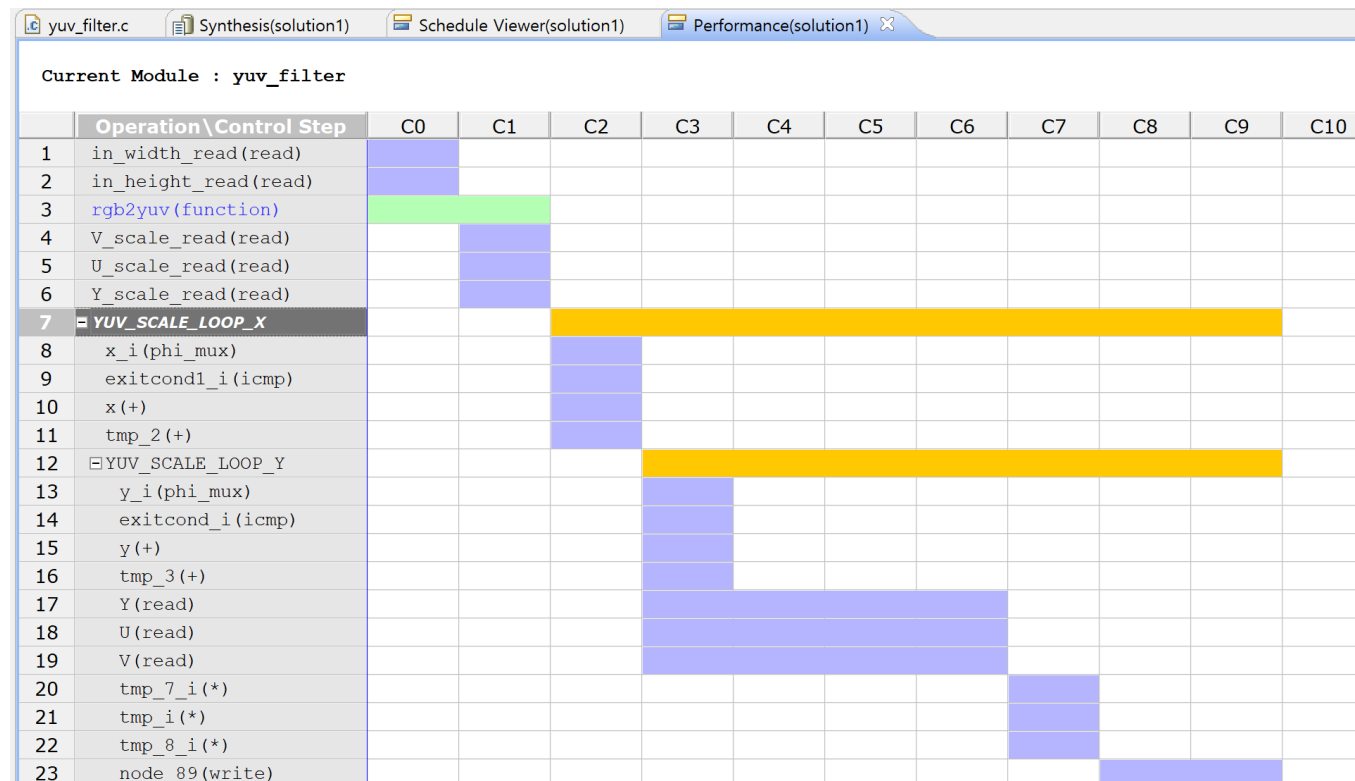 yuv_filter.c Synthesis(solution1) Schedule Viewer(solution1) Performance(solution1)
Current Module : yuv_filter
Operation\Control Step C0 C1 C2 C3 C4 C5 C6 C7 C8 C9 C10
1 in_width_read(read)
2 in_height_read(read)
3 rgb2yuv(function)
4 V_scale_read(read)
5 U_scale_read(read)
6 Y_scale_read(read)
7 YUV_SCALE_LOOP_X
8 x_i(phi_mux)
9 exitcond1_i(icmp)
10 x(+)
11 tmp_2(+)
12 YUV_SCALE_LOOP_Y
13 y_i(phi_mux)
14 exitcond_i(icmp)
15 y(+)
16 tmp_3(+)
17 Y(read)
18 U(read)
19 V(read)
20 tmp_7_i(*)
21 tmp_i(*)
22 tmp_8_i(*)
23 node_89(write)